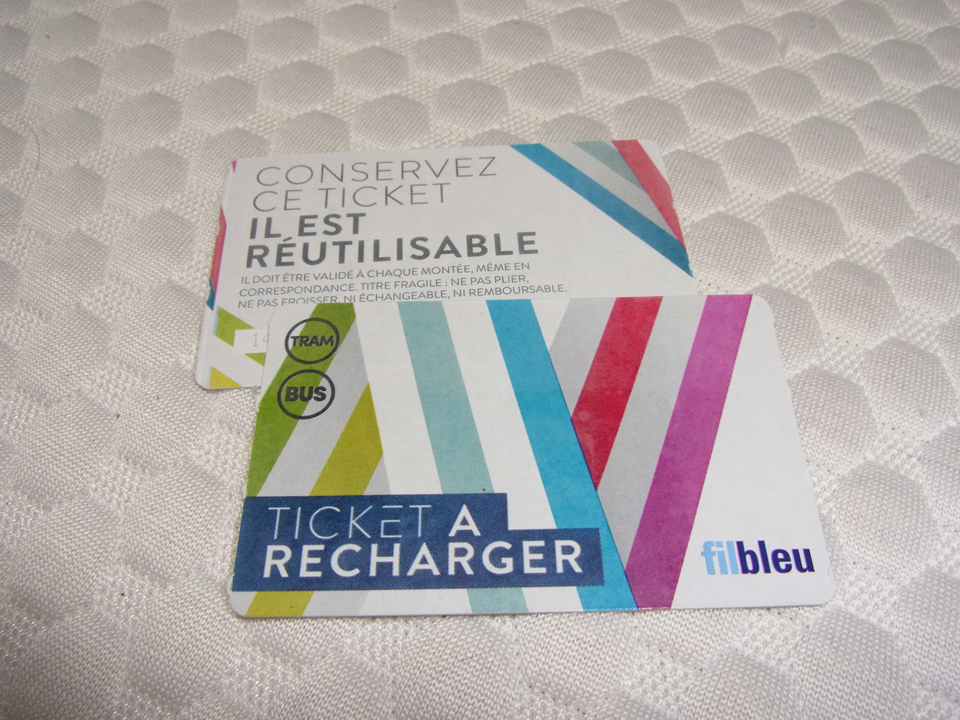 CONSERVEZ
CE TICKET
IL EST
RÉUTILISABLE
IL DOIT ÊTRE VALIDÉ À CHAQUE MONTÉE, MÊME EN
CORRESPONDANCE. TITRE FRAGILE : NE PAS PLIER,
NE PAS FROISSER, NI ÉCHANGEABLE, NI REMBOURSABLE.
14
TRAM
BUS
TICKET A
RECHARGER
filbleu